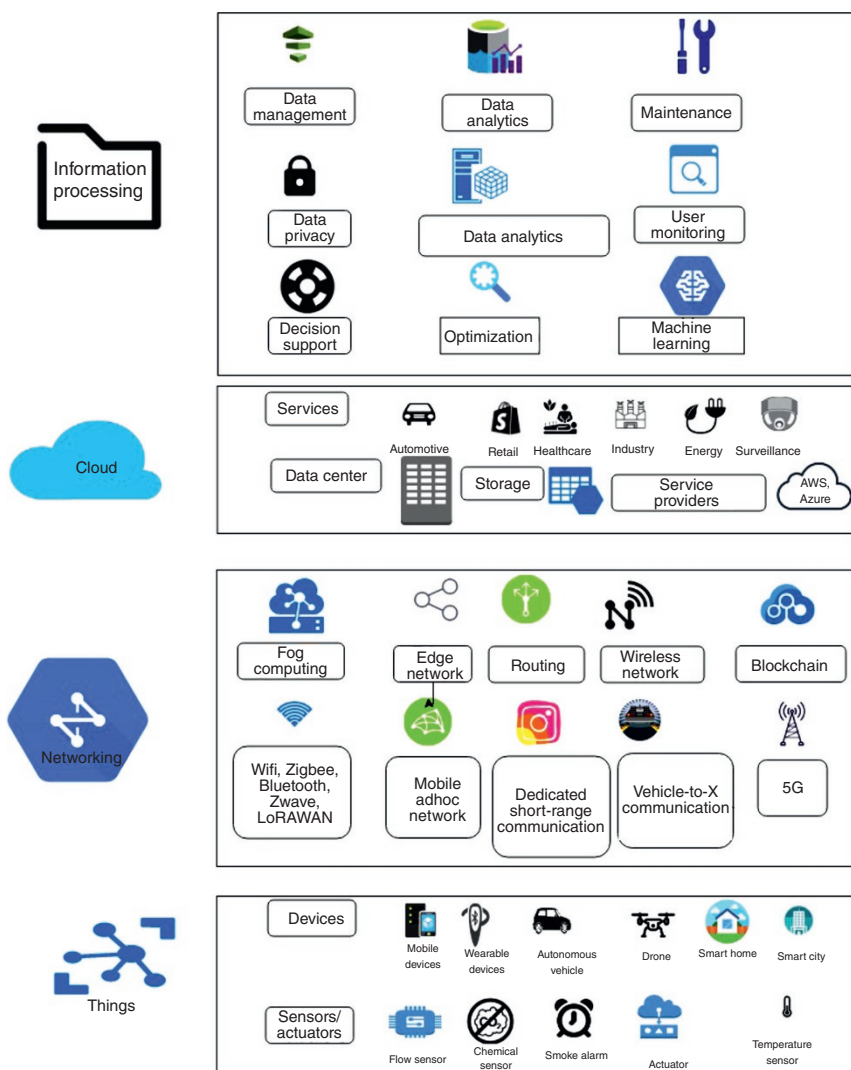 Information
processing
Data
management
Data
analytics
Maintenance
Data
privacy
Data analytics
User
monitoring
Decision
support
Optimization
Machine
learning
Cloud
Services
Automotive
Retail
Healthcare
Industry
Energy
Surveillance
Data center
Storage
Service
providers
AWS,
Azure
Networking
Fog
computing
Edge
network
Routing
Wireless
network
Blockchain
Wifi, Zigbee,
Bluetooth,
Zwave,
LoRAWAN
Mobile
adhoc
network
Dedicated
short-range
communication
Vehicle-to-X
communication
5G
Things
Devices
Mobile
devices
Wearable
devices
Autonomous
vehicle
Drone
Smart home
Smart city
Sensors/
actuators
Flow sensor
Chemical
sensor
Smoke alarm
Actuator
Temperature
sensor